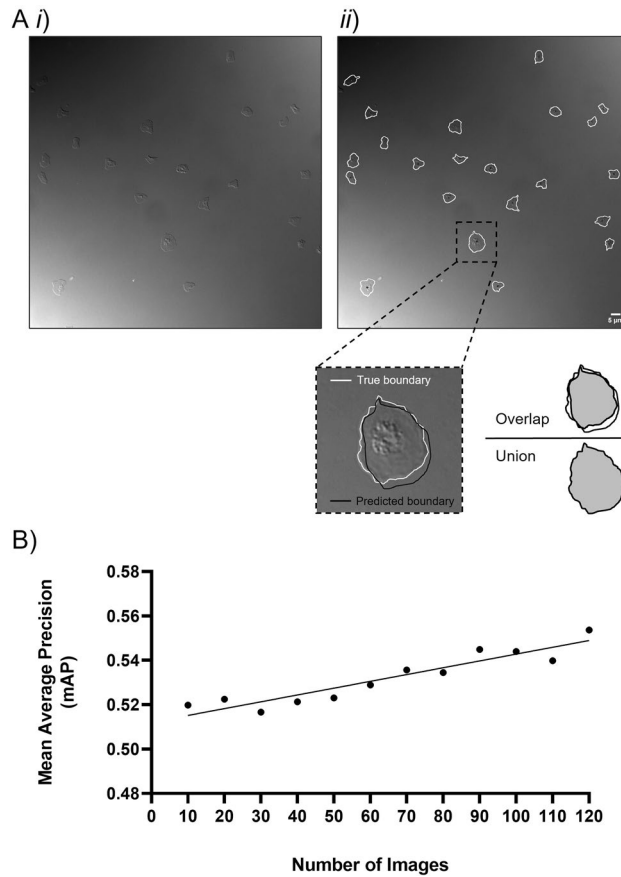 A i)
ii)
5 µm
True boundary
Predicted boundary
Overlap
Union
B)
Mean Average Precision
(mAP)
0.58
0.56
0.54
0.52
0.50
0.48
0 10 20 30 40 50 60 70 80 90 100 110 120
Number of Images